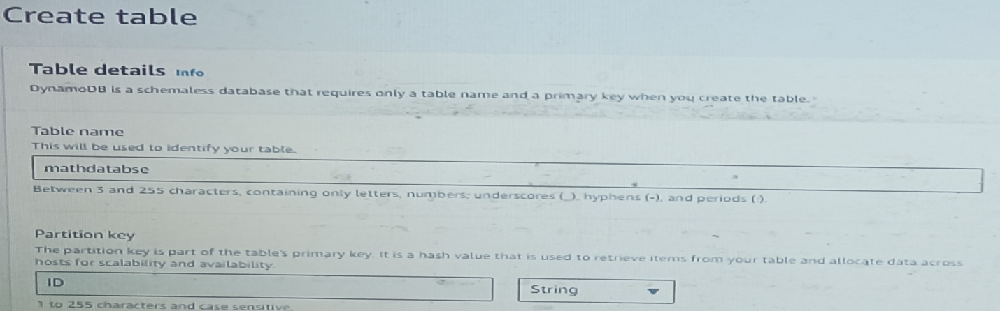 Create table
Table details Info
DynamoDB is a schemaless database that requires only a table name and a primary key when you create the table.
Table name
This will be used to identify your table.
mathdatabse
Between 3 and 255 characters, containing only letters, numbers, underscores (_), hyphens (-), and periods (.).
Partition key
The partition key is part of the table's primary key. It is a hash value that is used to retrieve items from your table and allocate data across
hosts for scalability and availability.
ID
String
1 to 255 characters and case sensitive.